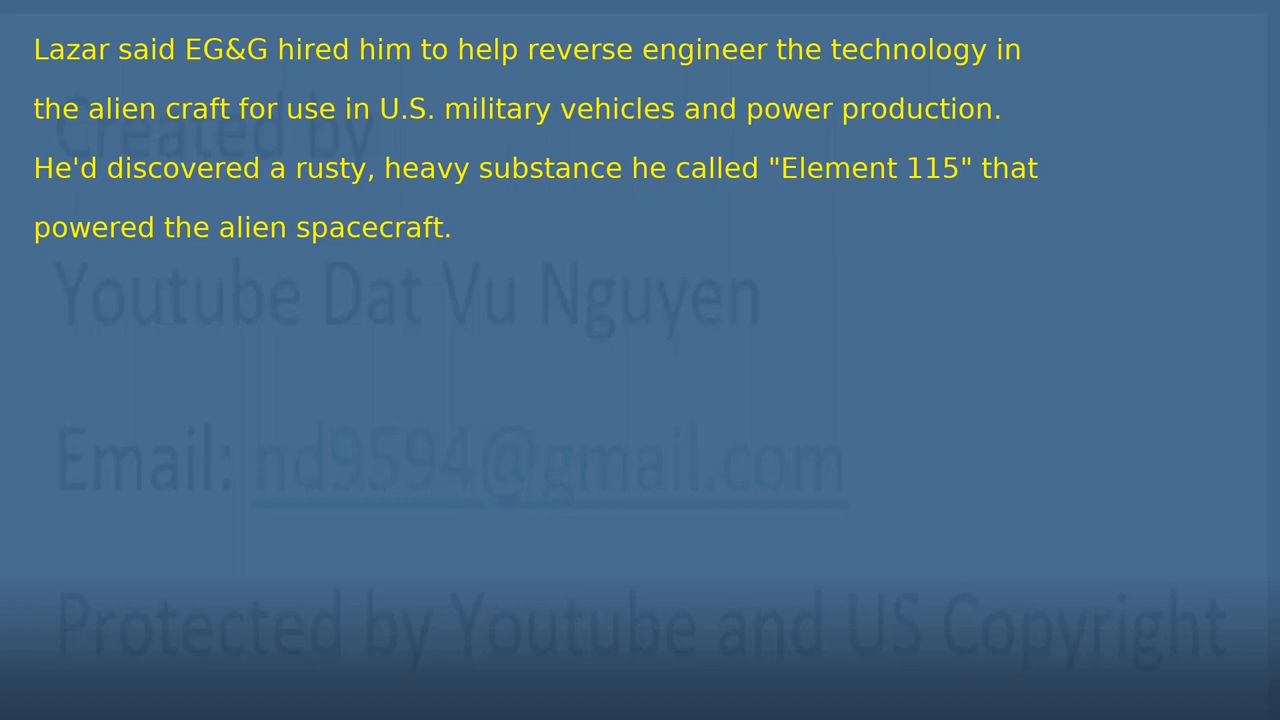 Lazar said EG&G hired him to help reverse engineer the technology in
the alien craft for use in U.S. military vehicles and power production.
He'd discovered a rusty, heavy substance he called "Element 115" that
powered the alien spacecraft.
Created by
Youtube Dat Vu Nguyen
Email: nd9594@gmail.com
Protected by Youtube and US Copyright